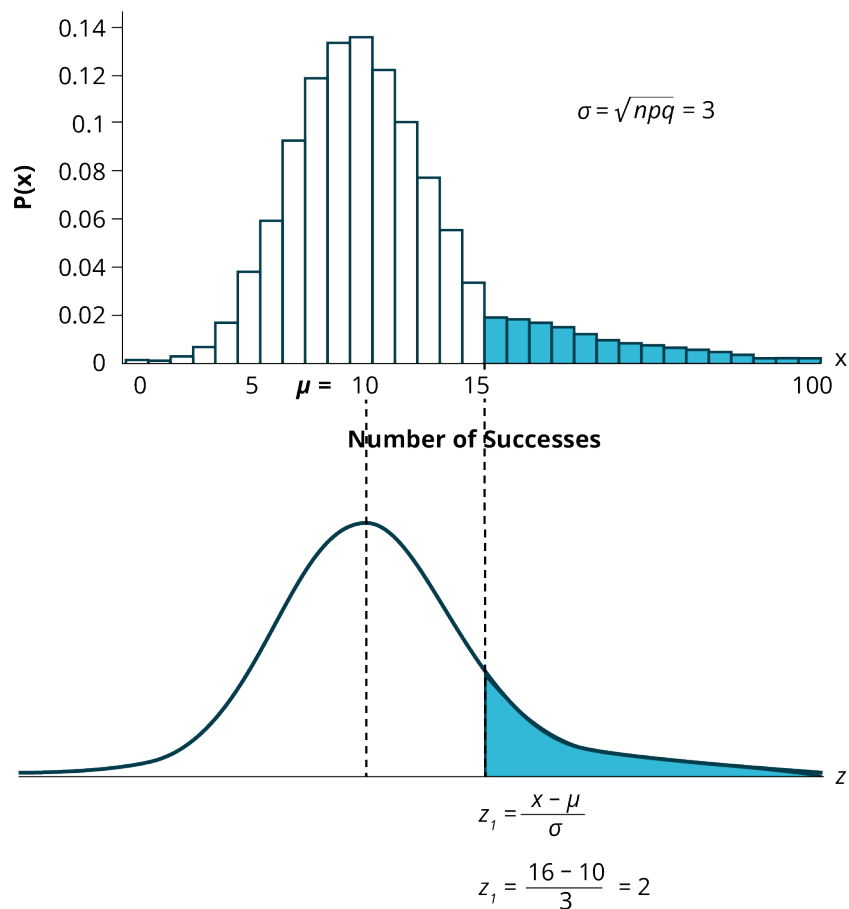 0.14
0.12
0.1
0.08
0.06
0.04
0.02
0
P(x)
σ = √npq = 3
x
0 5 μ = 10 15 100
Number of Successes
z
z₁ = x − μ / σ
z₁ = 16 − 10 / 3 = 2